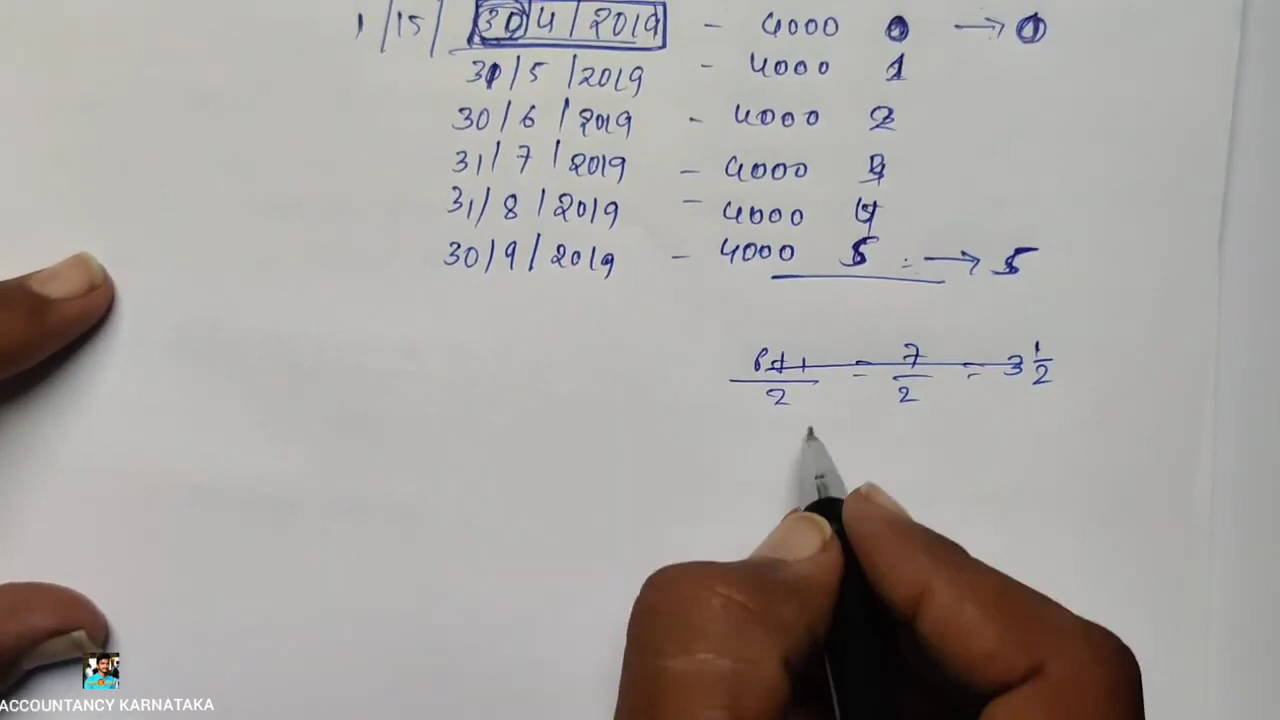 1/15/ 30/4/2019 - 4000 0 → 0
31/5/2019 - 4000 1
30/6/2019 - 4000 2
31/7/2019 - 4000 3
31/8/2019 - 4000 4
30/9/2019 - 4000 5 → 5
6+1/2 = 7/2 = 3 1/2
ACCOUNTANCY KARNATAKA